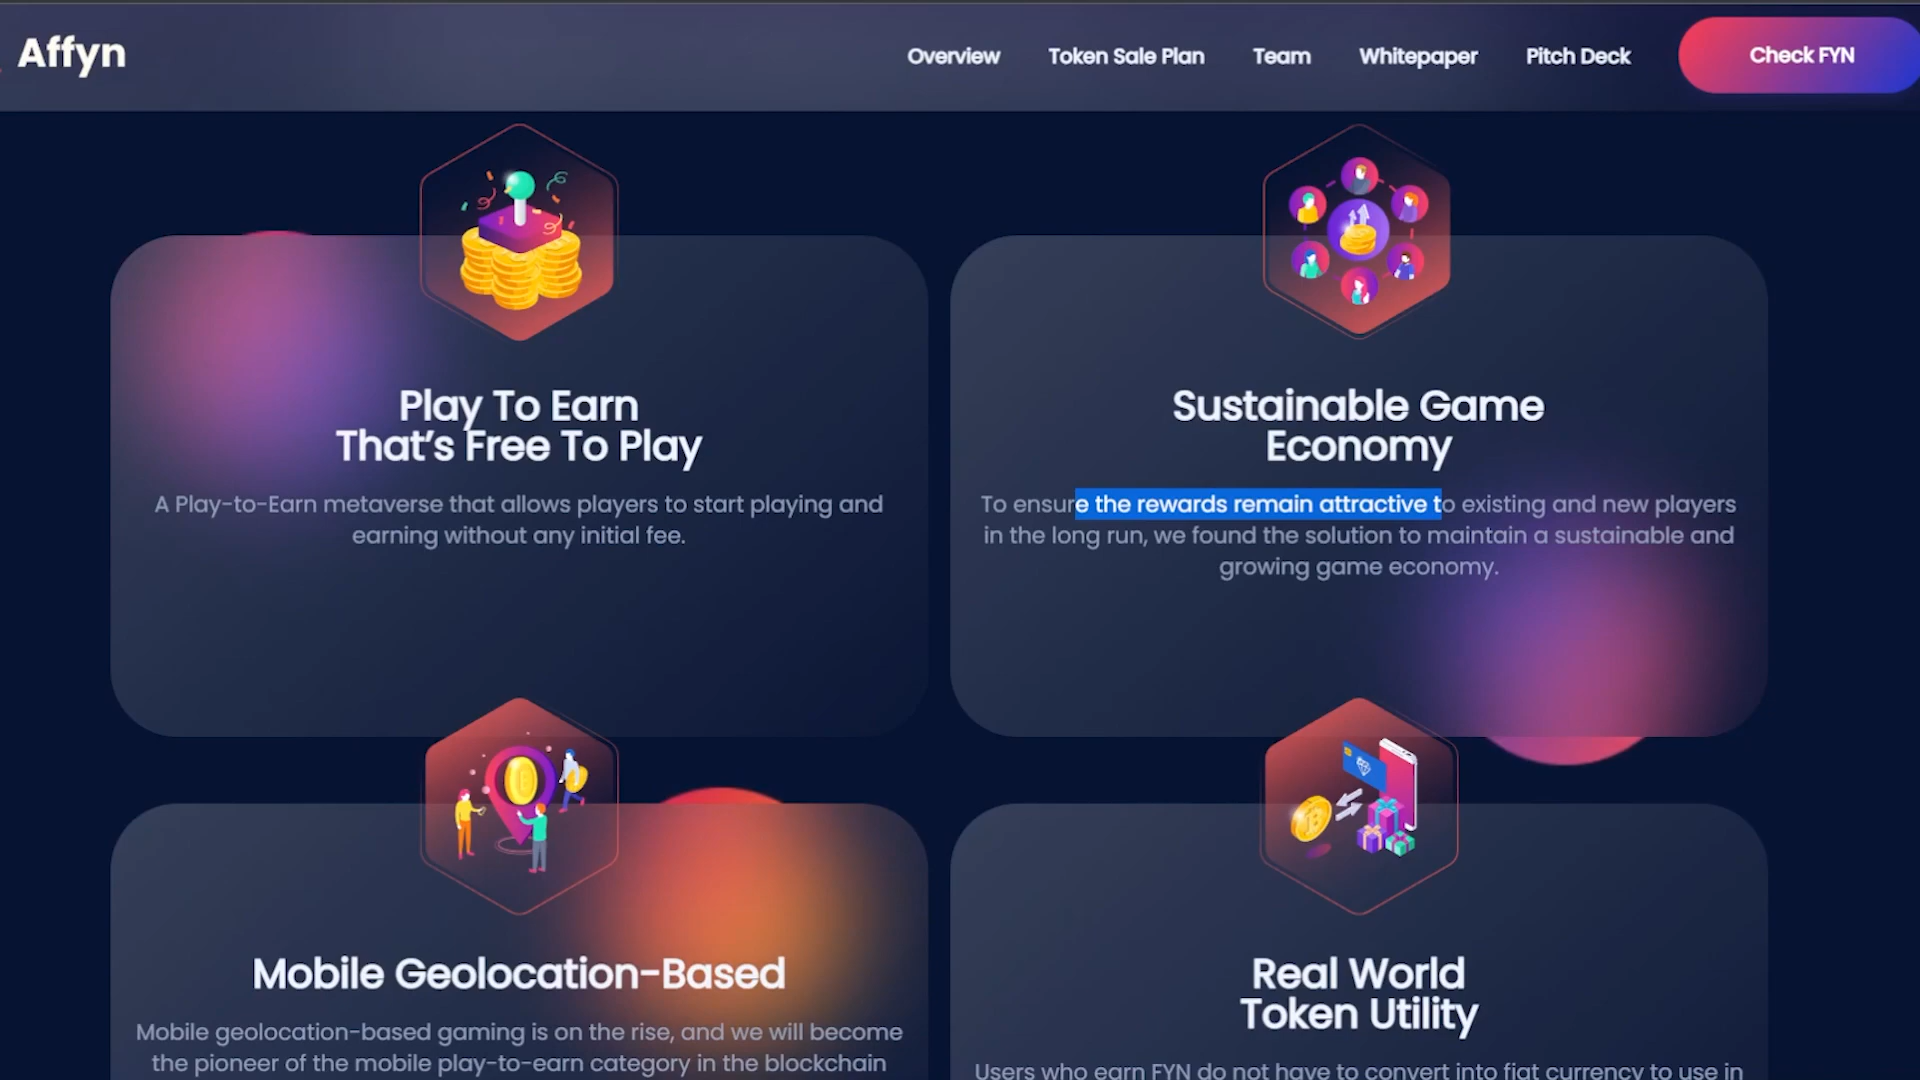 Affyn
Overview
Token Sale Plan
Team
Whitepaper
Pitch Deck
Check FYN
Play To Earn
That's Free To Play
A Play-to-Earn metaverse that allows players to start playing and
earning without any initial fee.
Sustainable Game
Economy
To ensure the rewards remain attractive to existing and new players
in the long run, we found the solution to maintain a sustainable and
growing game economy.
Mobile Geolocation-Based
Mobile geolocation-based gaming is on the rise, and we will become
the pioneer of the mobile play-to-earn category in the blockchain
Real World
Token Utility
Users who earn FYN do not have to convert into fiat currency to use in